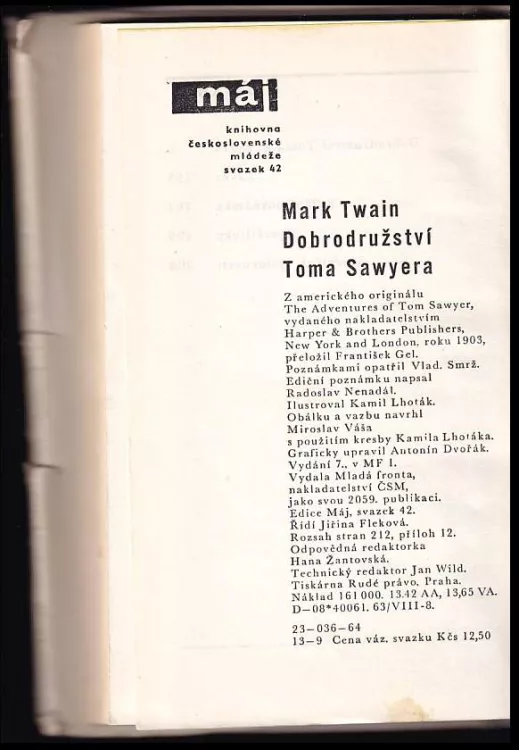 máj
knihovna
československé
mládeže
svazek 42
Mark Twain
Dobrodružství
Toma Sawyera
Z amerického originálu
The Adventures of Tom Sawyer,
vydaného nakladatelstvím
Harper & Brothers Publishers,
New York and London. roku 1903,
přeložil František Gel.
Poznámkami opatřil Vlad. Smrž.
Ediční poznámku napsal
Radoslav Nenadál.
Ilustroval Kamil Lhoták.
Obálku a vazbu navrhl
Miroslav Váša
s použitím kresby Kamila Lhotáka.
Graficky upravil Antonín Dvořák.
Vydání 7., v MF 1.
Vydala Mladá fronta,
nakladatelství ČSM,
jako svou 2059. publikaci.
Edice Máj, svazek 42.
Řídí Jiřina Fleková.
Rozsah stran 212, příloh 12.
Odpovědná redaktorka
Hana Žantovská.
Technický redaktor Jan Wild.
Tiskárna Rudé právo, Praha.
Náklad 161 000. 13.42 AA, 13,65 VA.
D—08*40061. 63/VIII-8.
23—036—64
13—9 Cena váz. svazku Kčs 12,50